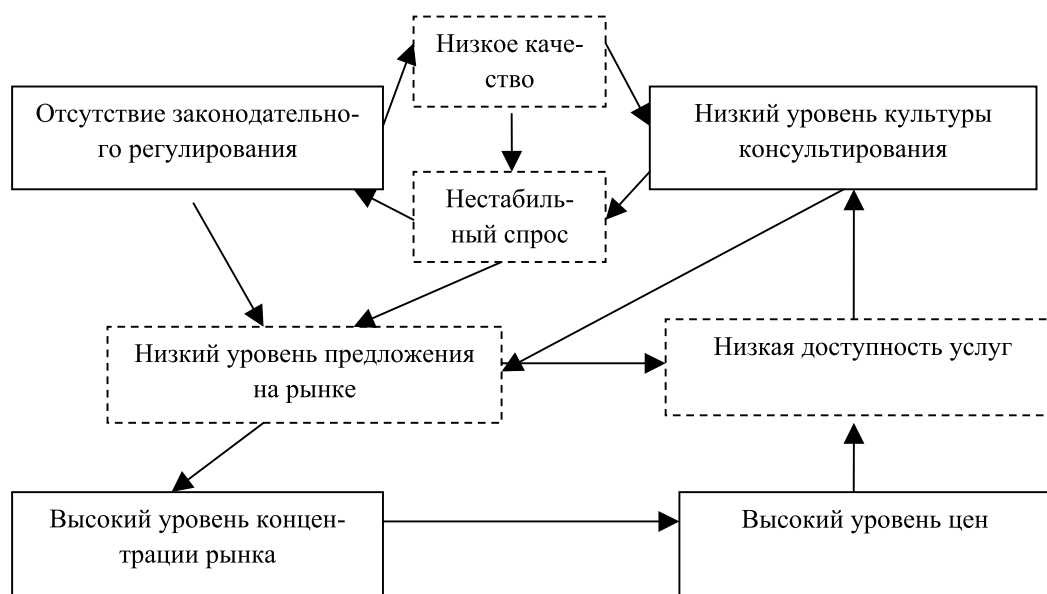 Низкое каче-
ство
Отсутствие законодательно-
го регулирования
Низкий уровень культуры
консультирования
Нестабиль-
ный спрос
Низкий уровень предложения
на рынке
Низкая доступность услуг
Высокий уровень концен-
трации рынка
Высокий уровень цен